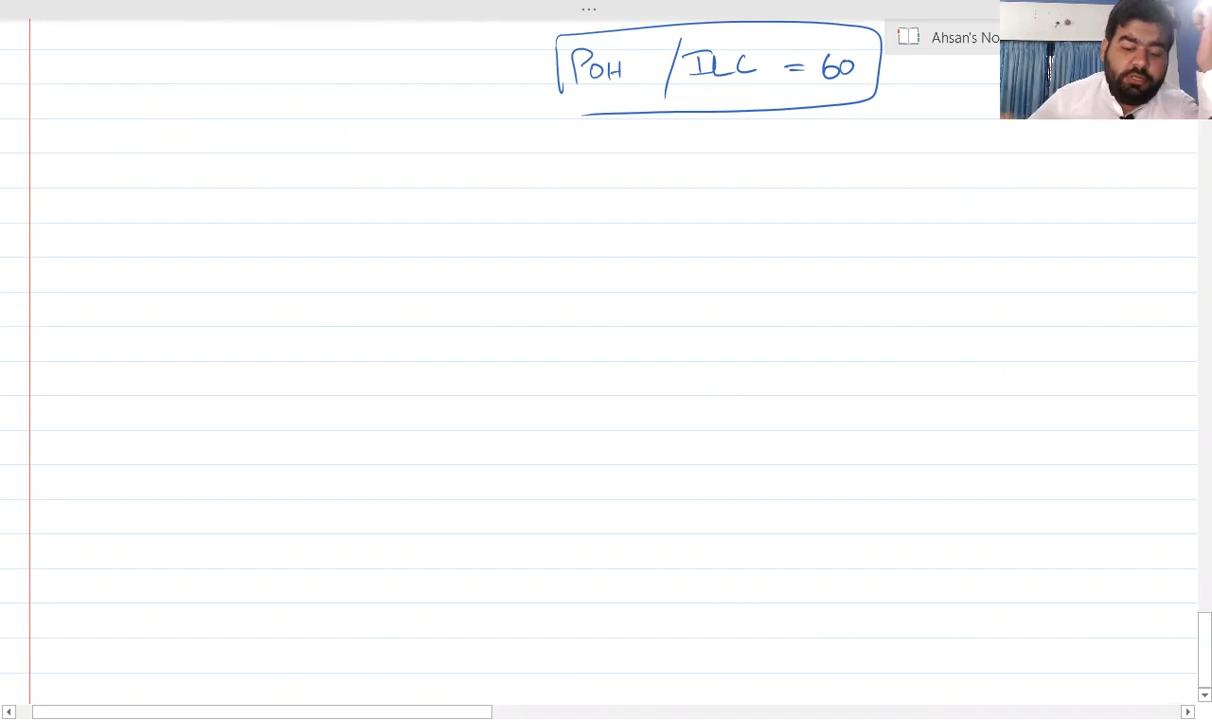 POH / ILC = 60
Ahsan's No